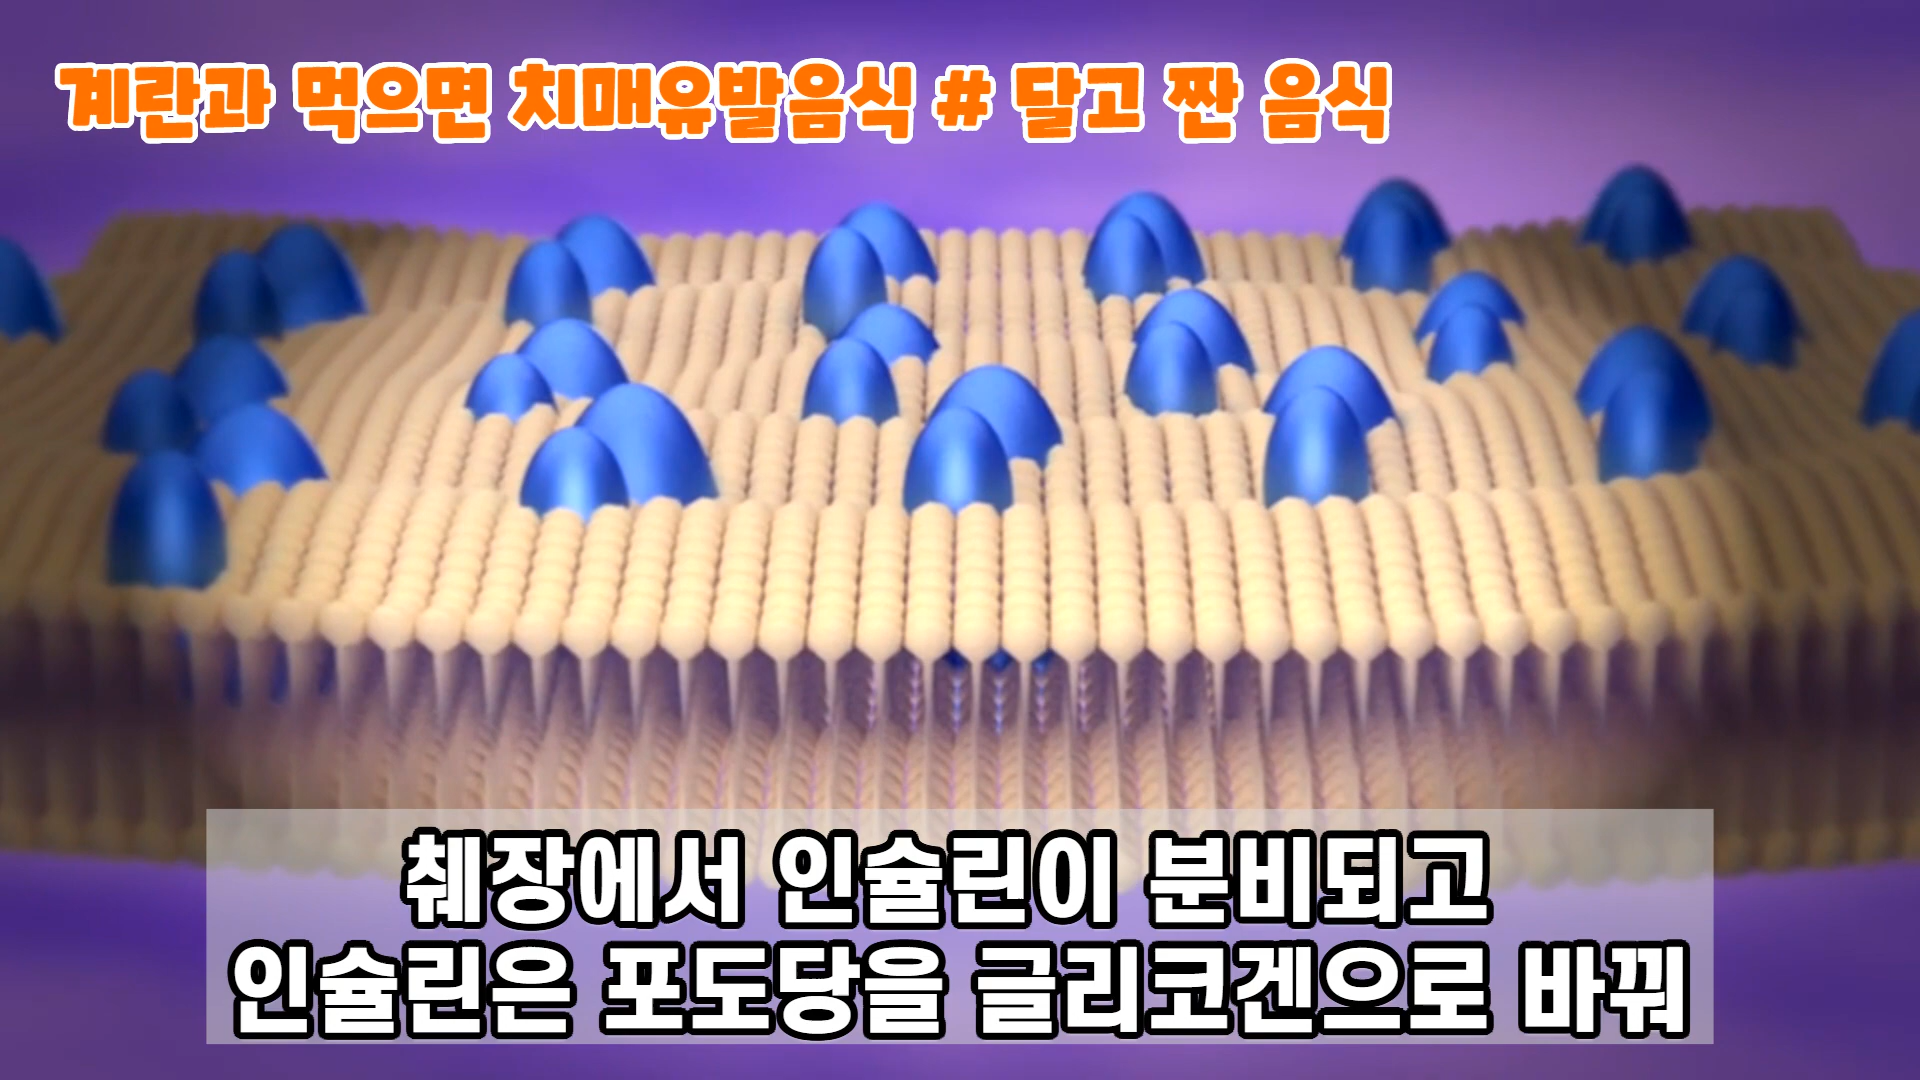 계란과 먹으면 치매유발음식 # 달고 짠 음식
췌장에서 인슐린이 분비되고
인슐린은 포도당을 글리코겐으로 바꿔